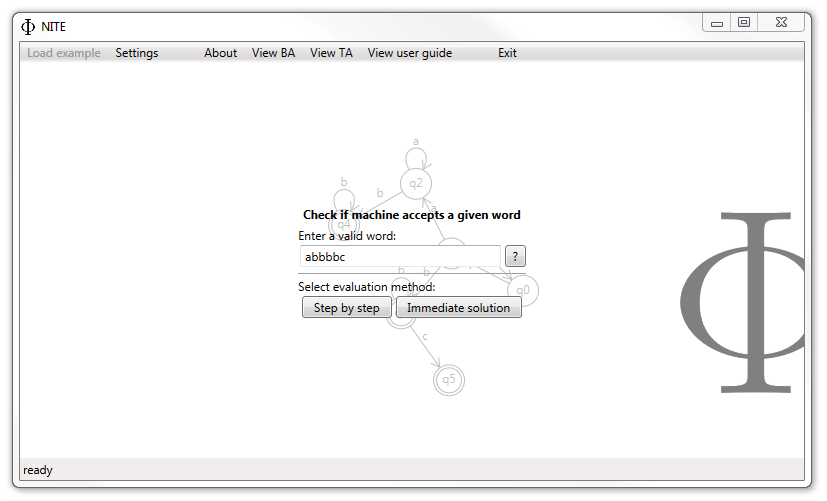 Φ NITE
Load example Settings About View BA View TA View user guide Exit
a
q2
b b
a
Check if machine accepts a given word
q4
Enter a valid word:
abbbbc ?
b b
Select evaluation method:
q0
Step by step Immediate solution
c
q5
Φ
ready